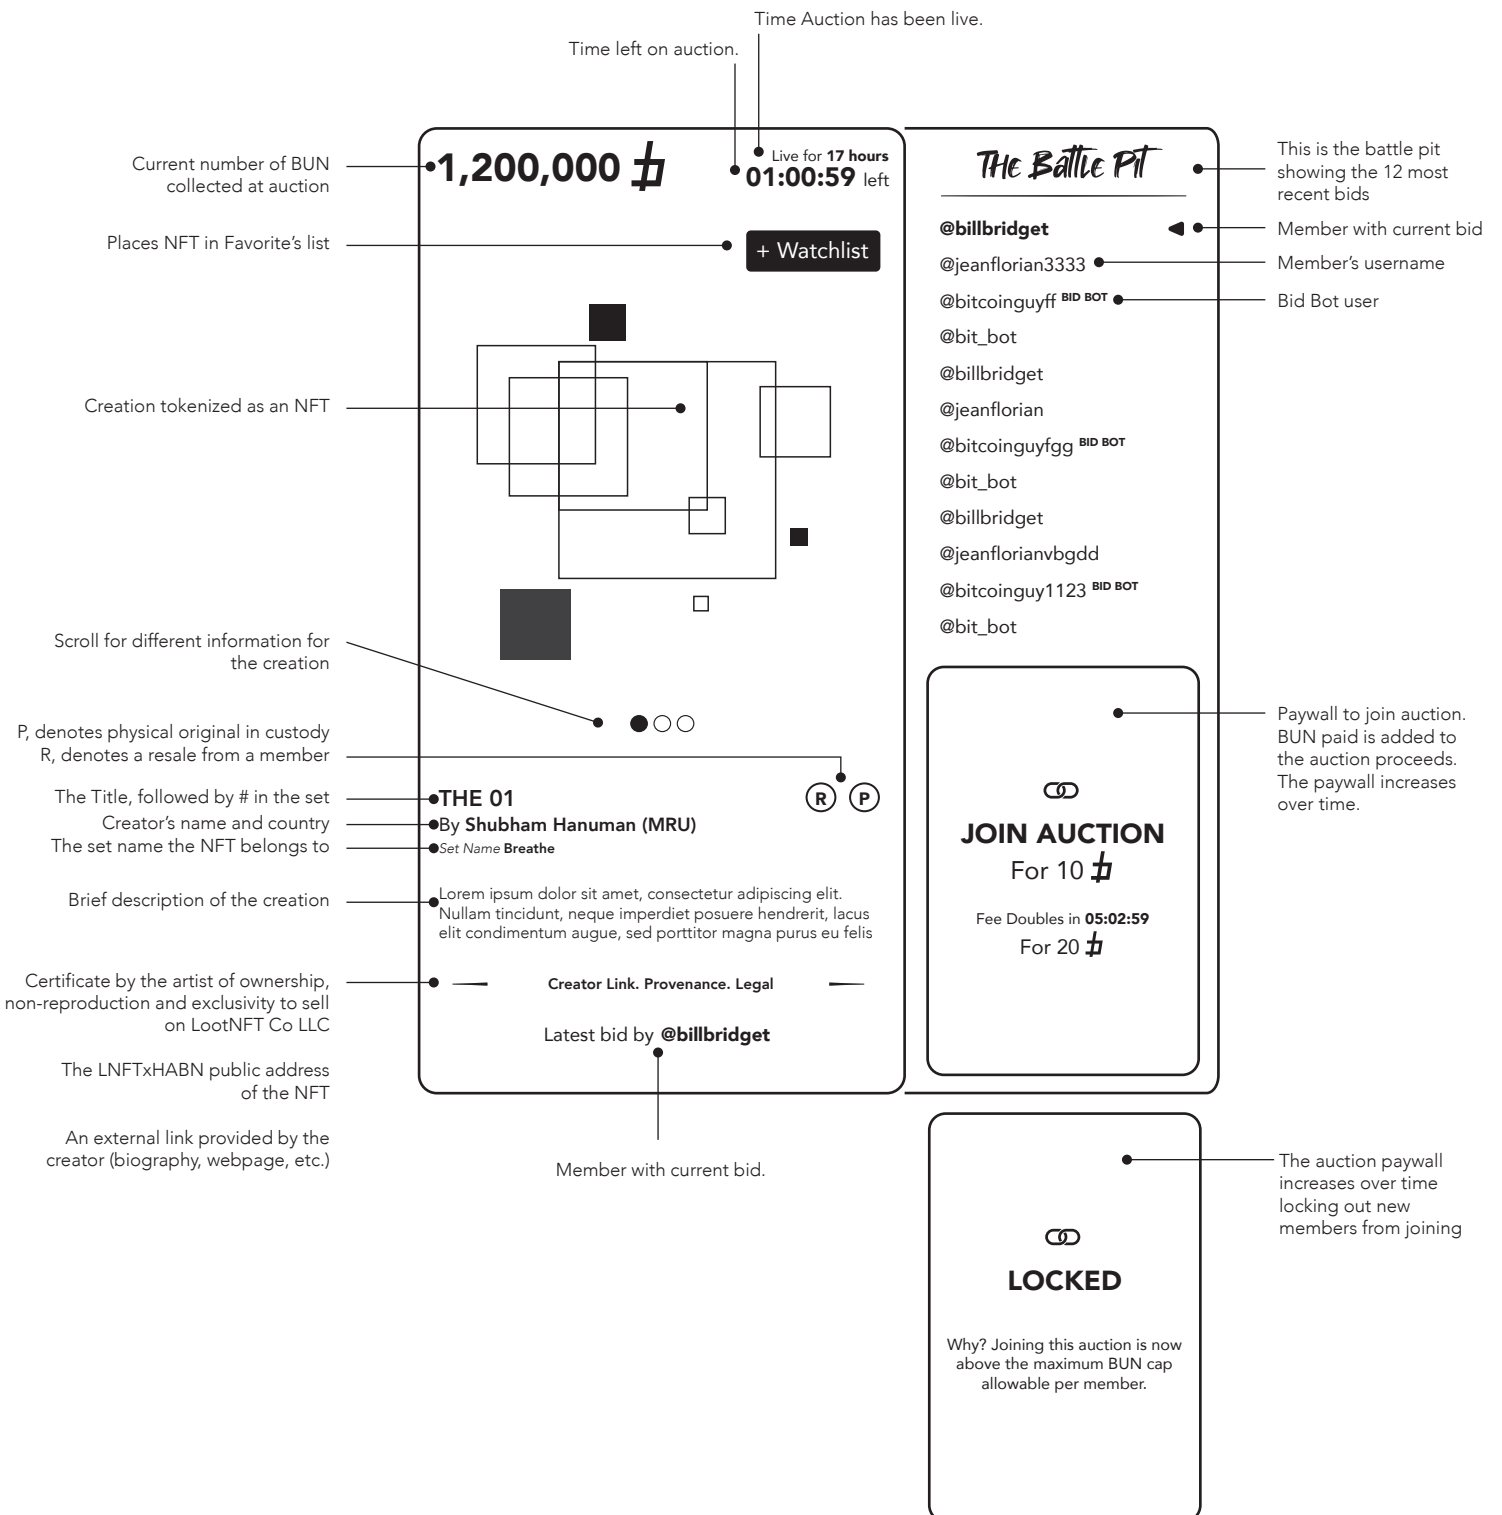 Time Auction has been live.
Time left on auction.
Current number of BUN
collected at auction
Places NFT in Favorite's list
Creation tokenized as an NFT
Scroll for different information for
the creation
P, denotes physical original in custody
R, denotes a resale from a member
The Title, followed by # in the set
Creator's name and country
The set name the NFT belongs to
Brief description of the creation
Certificate by the artist of ownership,
non-reproduction and exclusivity to sell
on LootNFT Co LLC
The LNFTxHABN public address
of the NFT
An external link provided by the
creator (biography, webpage, etc.)
1,200,000
Live for 17 hours
01:00:59 left
+ Watchlist
THE 01
R P
By Shubham Hanuman (MRU)
Set Name Breathe
Lorem ipsum dolor sit amet, consectetur adipiscing elit.
Nullam tincidunt, neque imperdiet posuere hendrerit, lacus
elit condimentum augue, sed porttitor magna purus eu felis
Creator Link. Provenance. Legal
Latest bid by @billbridget
Member with current bid.
THE BATTLE PIT
@billbridget
@jeanflorian3333
@bitcoinguyff BID BOT
@bit_bot
@billbridget
@jeanflorian
@bitcoinguyfgg BID BOT
@bit_bot
@billbridget
@jeanflorianvbgdd
@bitcoinguy1123 BID BOT
@bit_bot
JOIN AUCTION
For 10
Fee Doubles in 05:02:59
For 20
LOCKED
Why? Joining this auction is now
above the maximum BUN cap
allowable per member.
This is the battle pit
showing the 12 most
recent bids
Member with current bid
Member's username
Bid Bot user
Paywall to join auction.
BUN paid is added to
the auction proceeds.
The paywall increases
over time.
The auction paywall
increases over time
locking out new
members from joining